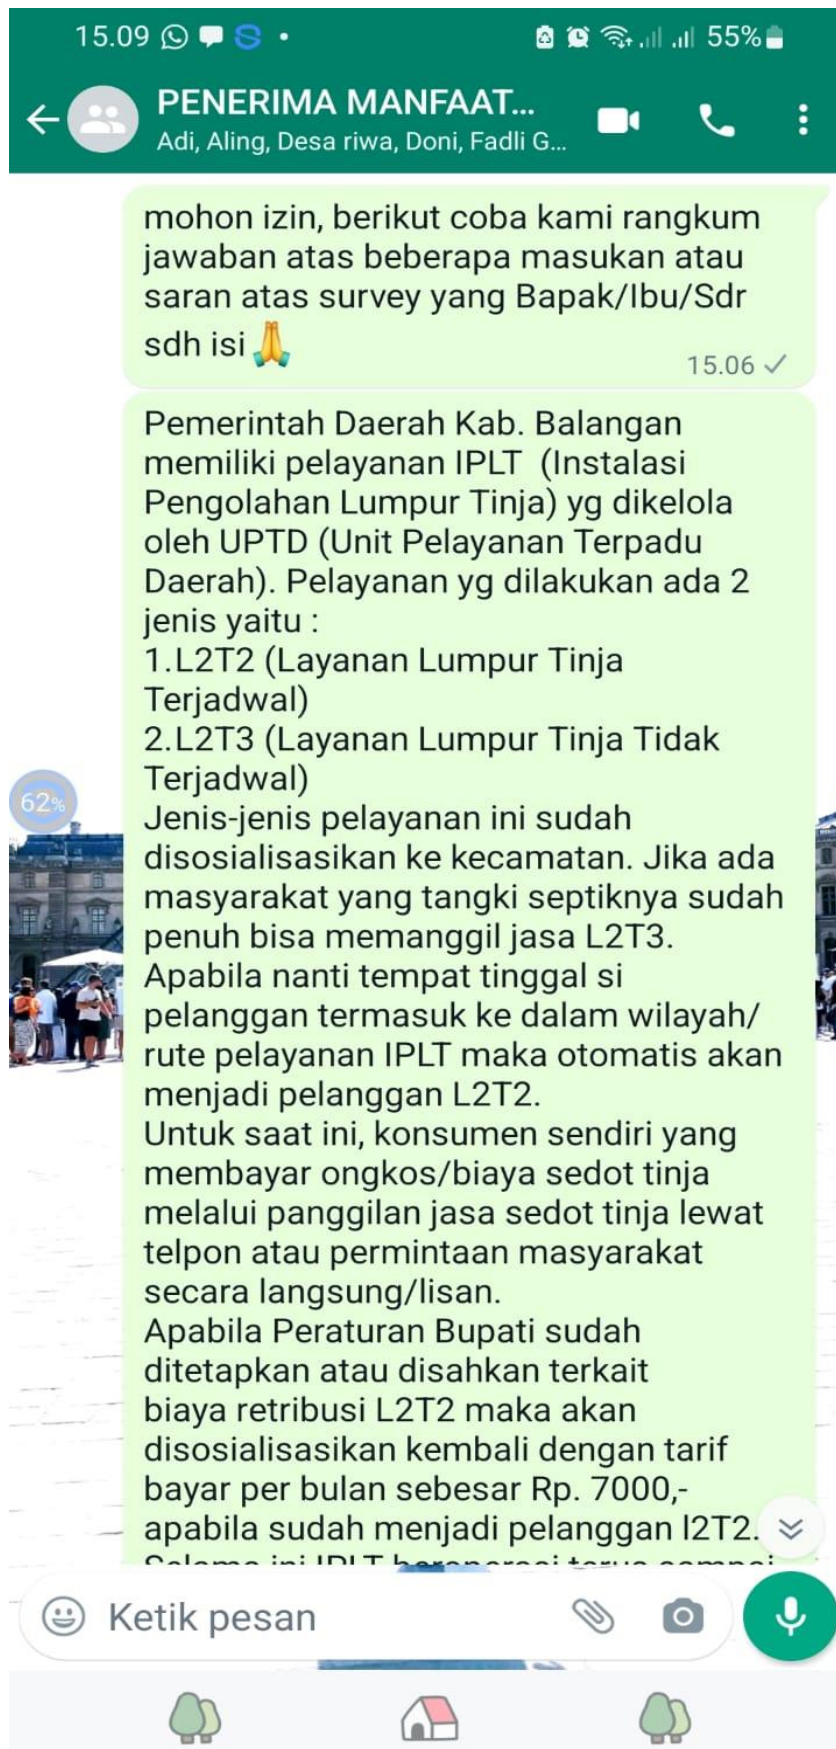 15.09
55%
PENERIMA MANFAAT...
Adi, Aling, Desa riwa, Doni, Fadli G...
mohon izin, berikut coba kami rangkum
jawaban atas beberapa masukan atau
saran atas survey yang Bapak/Ibu/Sdr
sdh isi 🙏
15.06
Pemerintah Daerah Kab. Balangan
memiliki pelayanan IPLT (Instalasi
Pengolahan Lumpur Tinja) yg dikelola
oleh UPTD (Unit Pelayanan Terpadu
Daerah). Pelayanan yg dilakukan ada 2
jenis yaitu :
1.L2T2 (Layanan Lumpur Tinja
Terjadwal)
2.L2T3 (Layanan Lumpur Tinja Tidak
Terjadwal)
62%
Jenis-jenis pelayanan ini sudah
disosialisasikan ke kecamatan. Jika ada
masyarakat yang tangki septiknya sudah
penuh bisa memanggil jasa L2T3.
Apabila nanti tempat tinggal si
pelanggan termasuk ke dalam wilayah/
rute pelayanan IPLT maka otomatis akan
menjadi pelanggan L2T2.
Untuk saat ini, konsumen sendiri yang
membayar ongkos/biaya sedot tinja
melalui panggilan jasa sedot tinja lewat
telpon atau permintaan masyarakat
secara langsung/lisan.
Apabila Peraturan Bupati sudah
ditetapkan atau disahkan terkait
biaya retribusi L2T2 maka akan
disosialisasikan kembali dengan tarif
bayar per bulan sebesar Rp. 7000,-
apabila sudah menjadi pelanggan l2T2.
Selama ini IPLT beroperasi terus sampai
Ketik pesan